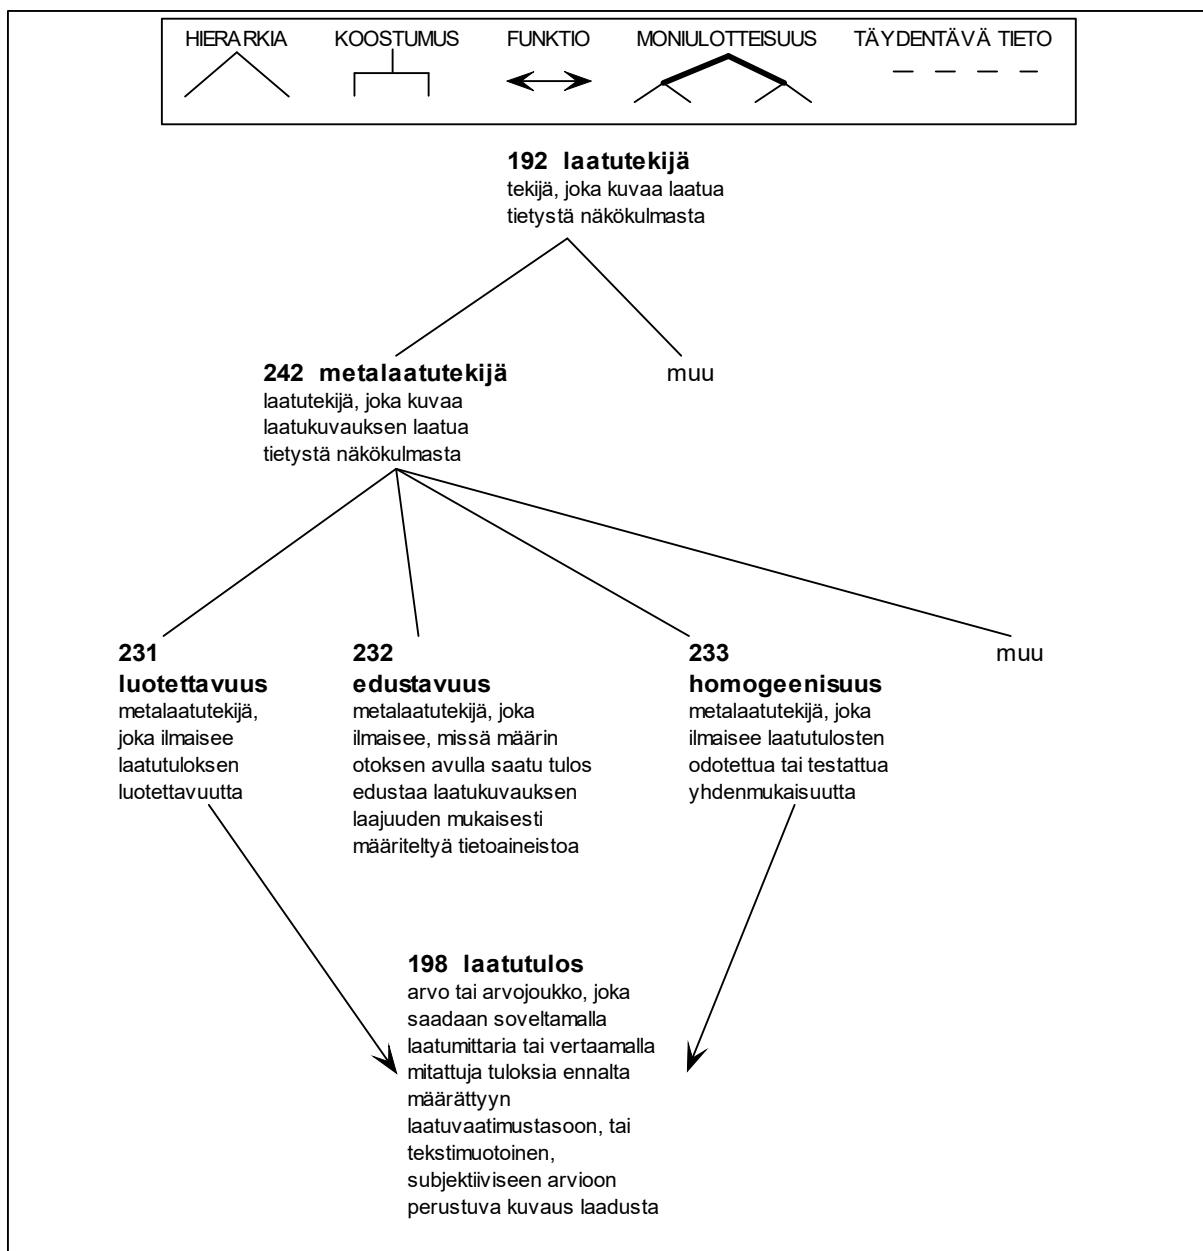 HIERARKIA KOOSTUMUS FUNKTIO MONIULOTTEISUUS TÄYDENTÄVÄ TIETO
192 laatutekijä
tekijä, joka kuvaa laatua
tietystä näkökulmasta
242 metalaatutekijä
laatutekijä, joka kuvaa
laatukuvauksen laatua
tietystä näkökulmasta
muu
231
luotettavuus
metalaatutekijä,
joka ilmaisee
laatutuloksen
luotettavuutta
232
edustavuus
metalaatutekijä, joka
ilmaisee, missä määrin
otoksen avulla saatu tulos
edustaa laatukuvauksen
laajuuden mukaisesti
määriteltyä tietoaineistoa
233
homogeenisuus
metalaatutekijä, joka
ilmaisee laatutulosten
odotettua tai testattua
yhdenmukaisuutta
muu
198 laatutulos
arvo tai arvojoukko, joka
saadaan soveltamalla
laatumittaria tai vertaamalla
mitattuja tuloksia ennalta
määrättyyn
laatuvaatimustasoon, tai
tekstimuotoinen,
subjektiiviseen arvioon
perustuva kuvaus laadusta